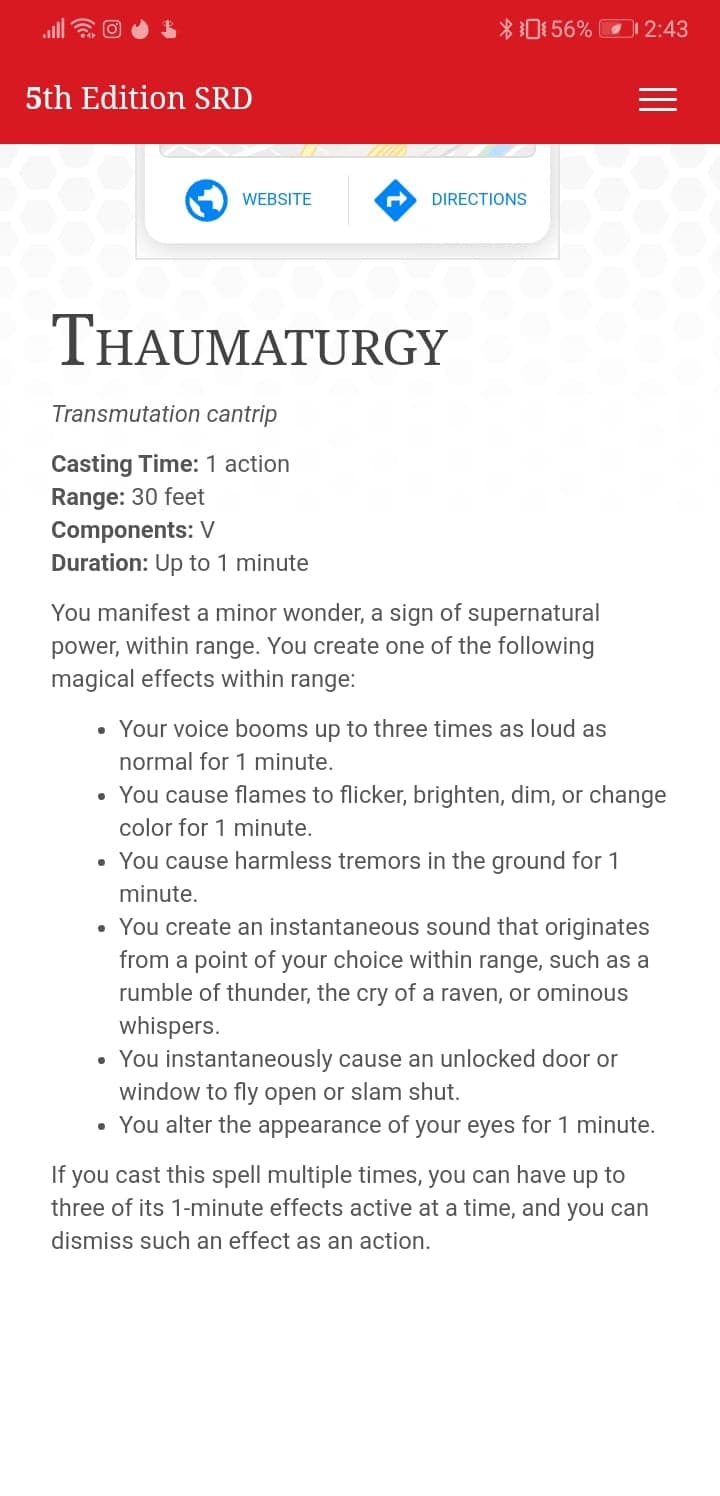 56% 2:43
5th Edition SRD
WEBSITE
DIRECTIONS
THAUMATURGY
Transmutation cantrip
Casting Time: 1 action
Range: 30 feet
Components: V
Duration: Up to 1 minute
You manifest a minor wonder, a sign of supernatural
power, within range. You create one of the following
magical effects within range:
• Your voice booms up to three times as loud as
normal for 1 minute.
• You cause flames to flicker, brighten, dim, or change
color for 1 minute.
• You cause harmless tremors in the ground for 1
minute.
• You create an instantaneous sound that originates
from a point of your choice within range, such as a
rumble of thunder, the cry of a raven, or ominous
whispers.
• You instantaneously cause an unlocked door or
window to fly open or slam shut.
• You alter the appearance of your eyes for 1 minute.
If you cast this spell multiple times, you can have up to
three of its 1-minute effects active at a time, and you can
dismiss such an effect as an action.